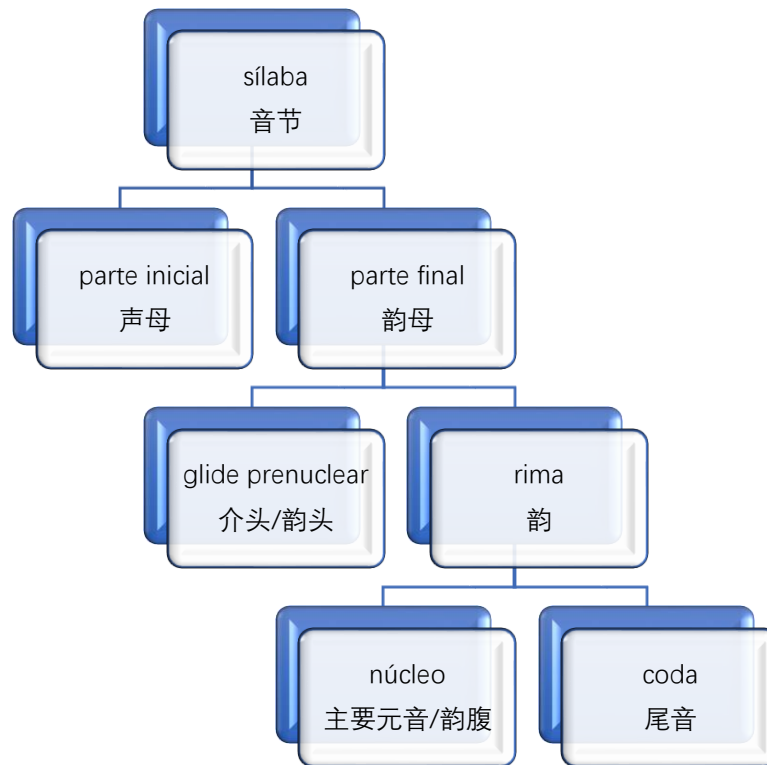 sílaba
音节
parte inicial
声母
parte final
韵母
glide prenuclear
介头/韵头
rima
韵
núcleo
主要元音/韵腹
coda
尾音